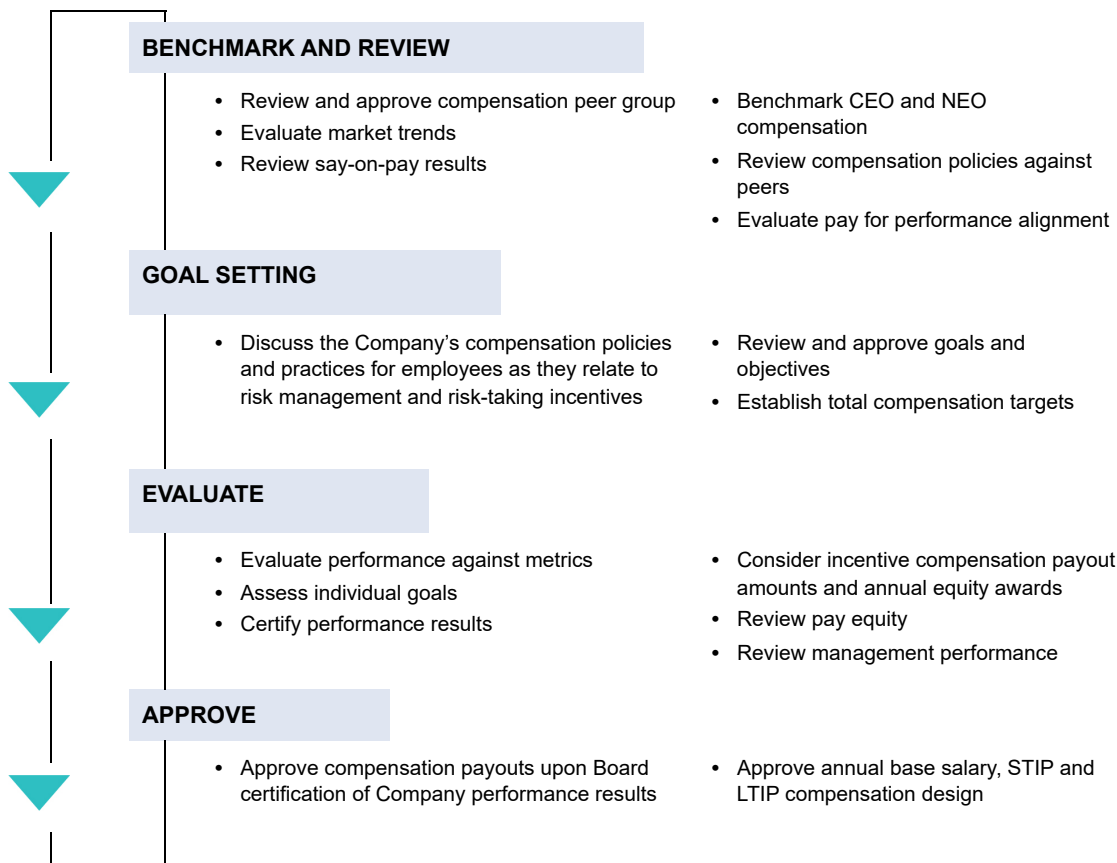 BENCHMARK AND REVIEW
• Review and approve compensation peer group
• Evaluate market trends
• Review say-on-pay results
• Benchmark CEO and NEO
compensation
• Review compensation policies against
peers
• Evaluate pay for performance alignment
GOAL SETTING
• Discuss the Company’s compensation policies
and practices for employees as they relate to
risk management and risk-taking incentives
• Review and approve goals and
objectives
• Establish total compensation targets
EVALUATE
• Evaluate performance against metrics
• Assess individual goals
• Certify performance results
• Consider incentive compensation payout
amounts and annual equity awards
• Review pay equity
• Review management performance
APPROVE
• Approve compensation payouts upon Board
certification of Company performance results
• Approve annual base salary, STIP and
LTIP compensation design